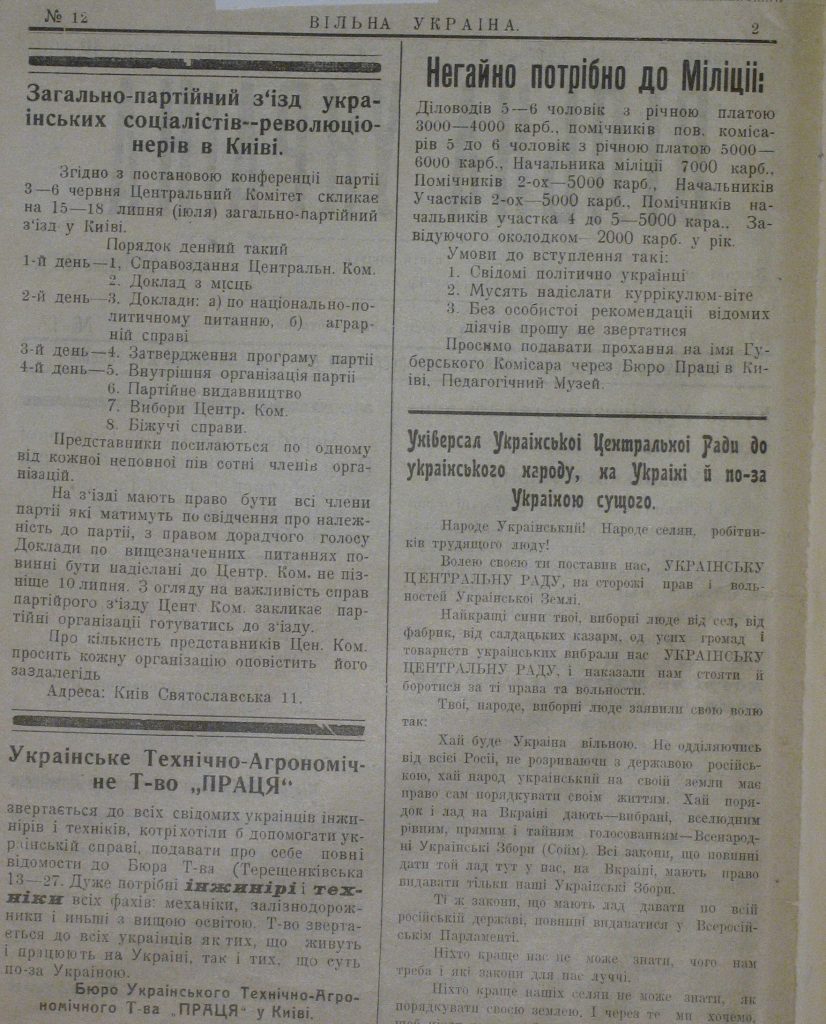 № 12
ВІЛЬНА УКРАІНА.
2
Загально-партійний з‘їзд укра-
їнських соціалістів--революціо-
нерів в Київі.
Згідно з постановою конференції партії
3—6 червня Центральний Комітет скликає
на 15—18 липня (іюля) загально-партійний
з‘їзд у Київі.
Порядок денний такий
1-й день—1. Справоздання Центральн. Ком.
2. Доклад з місць
2-й день—3. Доклади: а) по національно-по-
литичному питанню, б) аграр-
ній справі
3-й день—4. Затвердження програму партії
4-й день—5. Внутрішня організація партії
6. Партійне видавництво
7. Вибори Центр. Ком.
8. Біжучі справи.
Представники посилаються по одному
від кожної неповної пів сотні членів орга-
нізацій.
На з‘їзді мають право бути всі члени
партії які матимуть по свідчення про належ-
ність до партії, з правом дорадчого голосу
Доклади по вищезначенних питаннях по-
винні бути надіслані до Центр. Ком. не піз-
ніше 10 липня. З огляду на важливість справ
партійрого з‘їзду Цент. Ком. закликає пар-
тійні організації готуватись до з‘їзду.
Про кількисть представників Цен. Ком.
просить кожну організацію оповістить його
заздалегідь
Адреса: Київ Святославська 11.
Українське Технічно-Агрономіч-
не Т-во „ПРАЦЯ“
звертається до всіх свідомих українців інжи-
нірів і техніків, котрі хотіли б допомогати ук-
раїнській справі, подавати про себе повні
відомости до Бюра Т-ва (Терещенківська
13—27. Дуже потрібні інжинірі і тех-
ніки всіх фахів: механіки, залізнодорож-
ники і иньші з вищою освітою. Т-во зверта-
ється до всіх українців як тих, що живуть
і працюють на Україні, так і тих, що суть
по-за Україною.
Бюро Українського Технічно-Агро-
номічного Т-ва „ПРАЦЯ“ у Київі.
Негайно потрібно до Міліції:
Діловодів 5—6 чоловік з річною платою
3000—4000 карб., помічників пов. коміса-
рів 5 до 6 чоловік з річною платою 5000—
6000 карб., Начальника міліції 7000 карб.,
Помічників 2-ох—5000 карб., Начальників
Участків 2-ох—5000 карб., Помічників на-
чальників участка 4 до 5—5000 кара., За-
відуючого околодком—2000 карб. у рік.
Умови до вступлення такі:
1. Свідомі політично українці
2. Мусять надіслати куррікулюм-віте
3. Без особистої рекомендації відомих
діячів прошу не звертатися
Просимо подавати прохання на імя Гу-
берського Комісара через Бюро Праці в Ки-
їві, Педагогічний Музей.
Універсал Української Центральної Ради до
українського народу, на Україні й по-за
Україною сущого.
Народе Український! Народе селян, робітни-
ків трудящого люду!
Волею своєю ти поставив нас, УКРАІНСЬКУ
ЦЕНТРАЛЬНУ РАДУ, на сторожі прав і воль-
ностей Української Землі.
Найкращі сини твої, виборні люде від сел, від
фабрик, від салдацьких казарм, од усих громад і
товариств українських вибрали нас УКРАІНСЬКУ
ЦЕНТРАЛЬНУ РАДУ, і наказали нам стояти й
боротися за ті права та вольности.
Твої, народе, виборні люде заявили свою волю
так:
Хай буде Україна вільною. Не одділяючись
від всієї Росії, не розриваючи з державою російсь-
кою, хай народ український на своїй земли має
право сам порядкувати своїм життям. Хай поря-
док і лад на Вкраїні дають—вибрані, вселюдним
рівним, прямим і тайним голосованням—Всенарод-
ні Українські Збори (Сойм). Всі закони, що повинні
дати той лад тут у нас, на Вкраїні, мають право
видавати тільки наші Українські Збори.
Ті ж закони, що мають лад давати по всій
російській державі, повинні видаватися у Всеросій-
ськім Парламенті.
Ніхто краще нас не може знати, чого нам
треба і які закони для нас луччі.
Ніхто краще нашіх селян не може знати, як
порядкувати своєю землею. І через те ми хочемо,